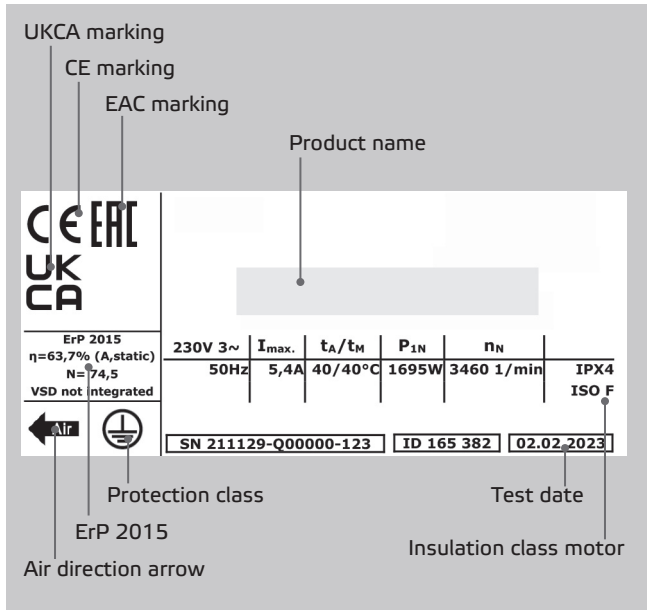 UKCA marking
CE marking
EAC marking
Product name
CE EAC
UK
CA
ErP 2015
η=63,7% (A,static)
N= 74,5
VSD not integrated
230V 3~ Imax. tA/tM P1N nN
50Hz 5,4A 40/40°C 1695W 3460 1/min IPX4
ISO F
Air
SN 211129-Q00000-123 ID 165 382 02.02.2023
Protection class
Test date
ErP 2015
Insulation class motor
Air direction arrow